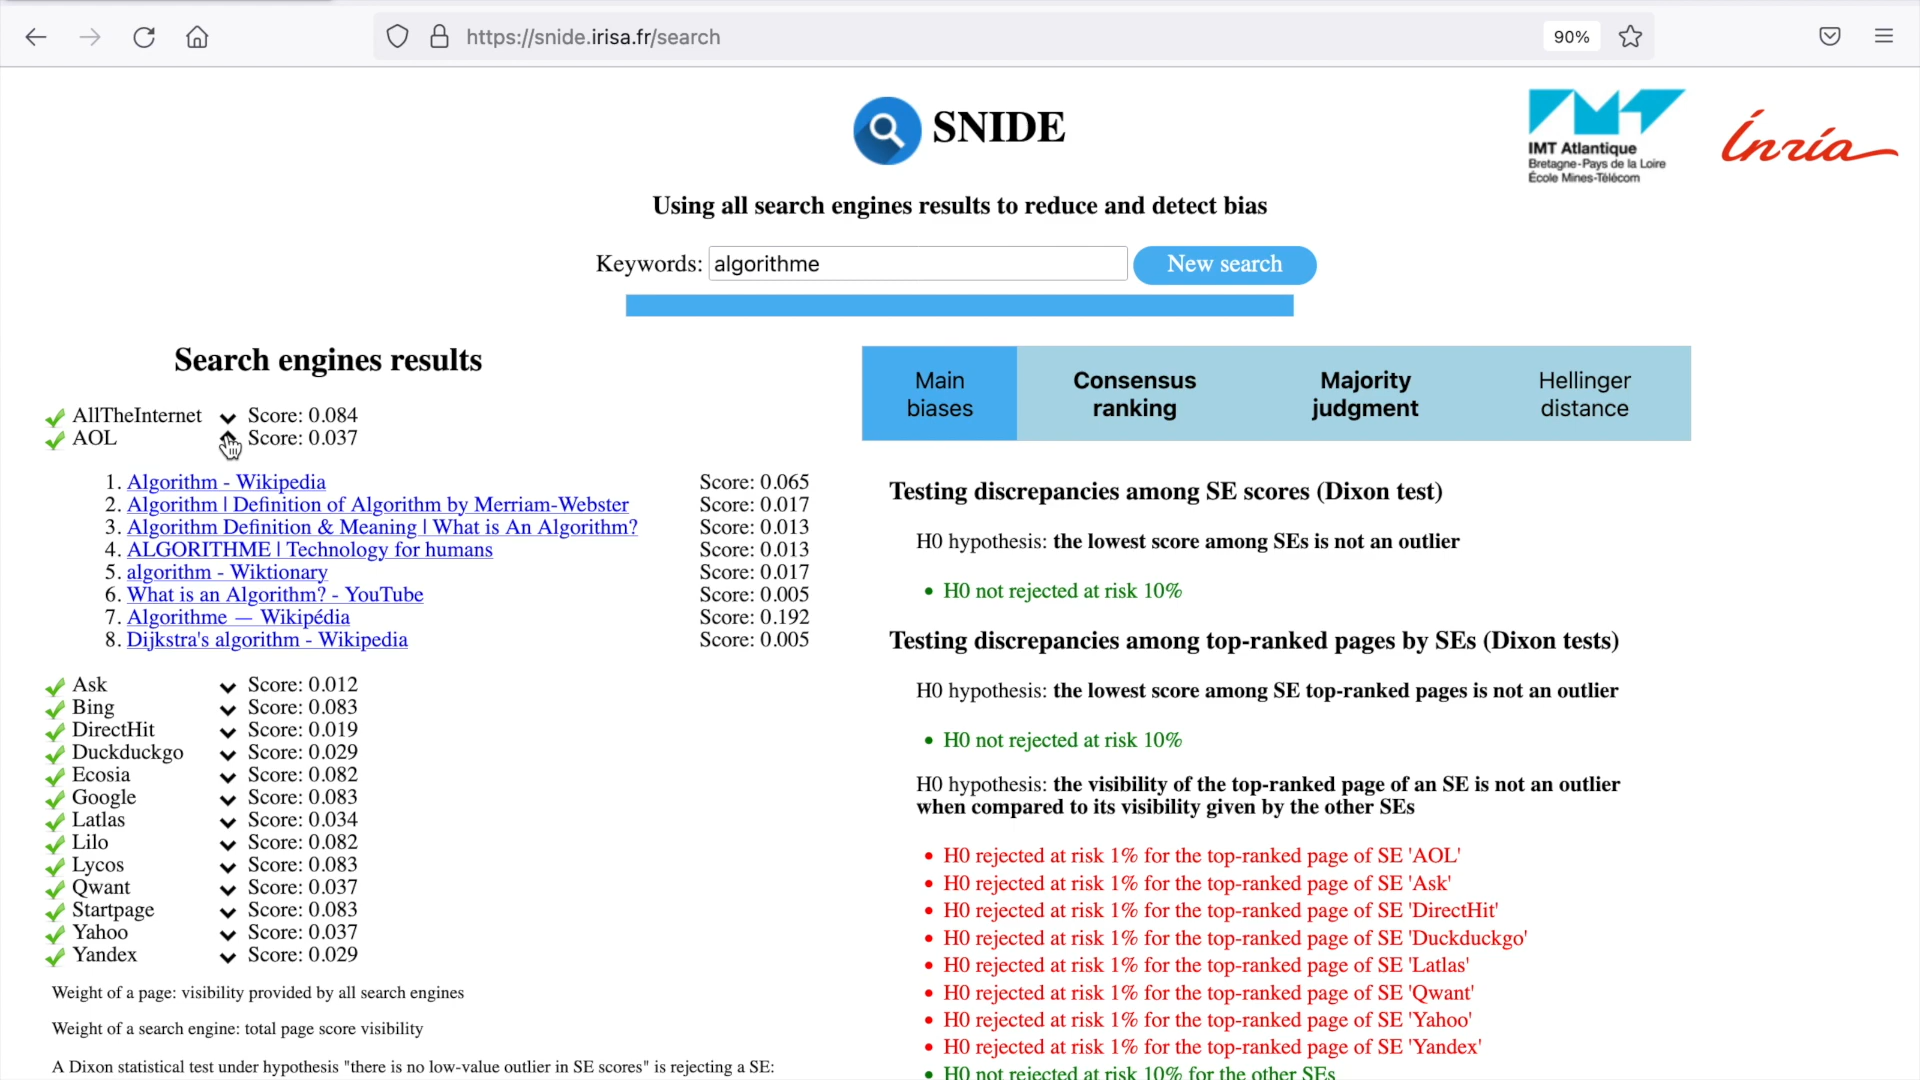 https://snide.irisa.fr/search
90%
SNIDE
IMT Atlantique
Bretagne-Pays de la Loire
École Mines-Télécom
Inría
Using all search engines results to reduce and detect bias
Keywords: algorithme New search
Search engines results
Main biases
Consensus ranking
Majority judgment
Hellinger distance
AllTheInternet Score: 0.084
AOL Score: 0.037
1. Algorithm - Wikipedia Score: 0.065
2. Algorithm | Definition of Algorithm by Merriam-Webster Score: 0.017
3. Algorithm Definition & Meaning | What is An Algorithm? Score: 0.013
4. ALGORITHME | Technology for humans Score: 0.013
5. algorithm - Wiktionary Score: 0.017
6. What is an Algorithm? - YouTube Score: 0.005
7. Algorithme — Wikipédia Score: 0.192
8. Dijkstra's algorithm - Wikipedia Score: 0.005
Ask Score: 0.012
Bing Score: 0.083
DirectHit Score: 0.019
Duckduckgo Score: 0.029
Ecosia Score: 0.082
Google Score: 0.083
Latlas Score: 0.034
Lilo Score: 0.082
Lycos Score: 0.083
Qwant Score: 0.037
Startpage Score: 0.083
Yahoo Score: 0.037
Yandex Score: 0.029
Weight of a page: visibility provided by all search engines
Weight of a search engine: total page score visibility
A Dixon statistical test under hypothesis "there is no low-value outlier in SE scores" is rejecting a SE:
Testing discrepancies among SE scores (Dixon test)
H0 hypothesis: the lowest score among SEs is not an outlier
• H0 not rejected at risk 10%
Testing discrepancies among top-ranked pages by SEs (Dixon tests)
H0 hypothesis: the lowest score among SE top-ranked pages is not an outlier
• H0 not rejected at risk 10%
H0 hypothesis: the visibility of the top-ranked page of an SE is not an outlier
when compared to its visibility given by the other SEs
• H0 rejected at risk 1% for the top-ranked page of SE 'AOL'
• H0 rejected at risk 1% for the top-ranked page of SE 'Ask'
• H0 rejected at risk 1% for the top-ranked page of SE 'DirectHit'
• H0 rejected at risk 1% for the top-ranked page of SE 'Duckduckgo'
• H0 rejected at risk 1% for the top-ranked page of SE 'Latlas'
• H0 rejected at risk 1% for the top-ranked page of SE 'Qwant'
• H0 rejected at risk 1% for the top-ranked page of SE 'Yahoo'
• H0 rejected at risk 1% for the top-ranked page of SE 'Yandex'
• H0 not rejected at risk 10% for the other SEs